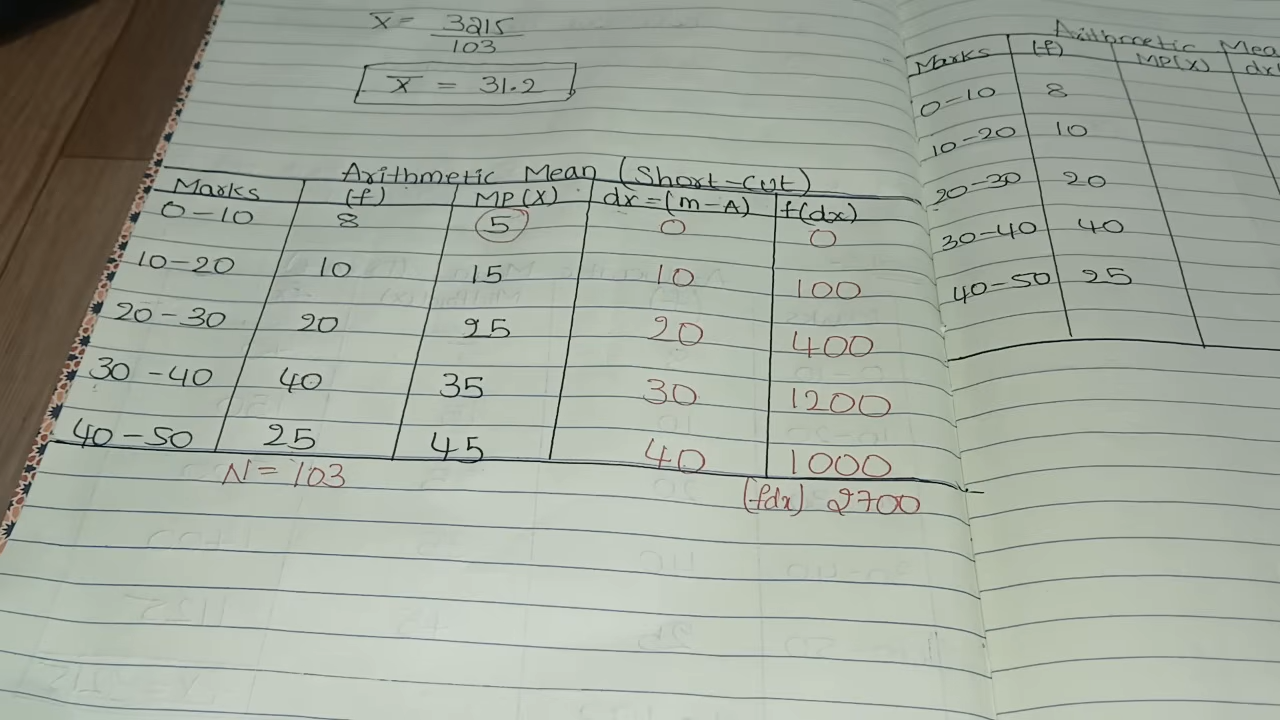 x̄ = 3215
103
x̄ = 31.2
Arithmetic Mean (Short-Cut)
Marks (f) MP(X) dx=(m-A) f(dx)
0-10 8 5 0 0
10-20 10 15 10 100
20-30 20 25 20 400
30-40 40 35 30 1200
40-50 25 45 40 1000
N = 103 (fdx) 2700
Arithmetic Mea
Marks (f) MP(X) dx
0-10 8
10-20 10
20-30 20
30-40 40
40-50 25